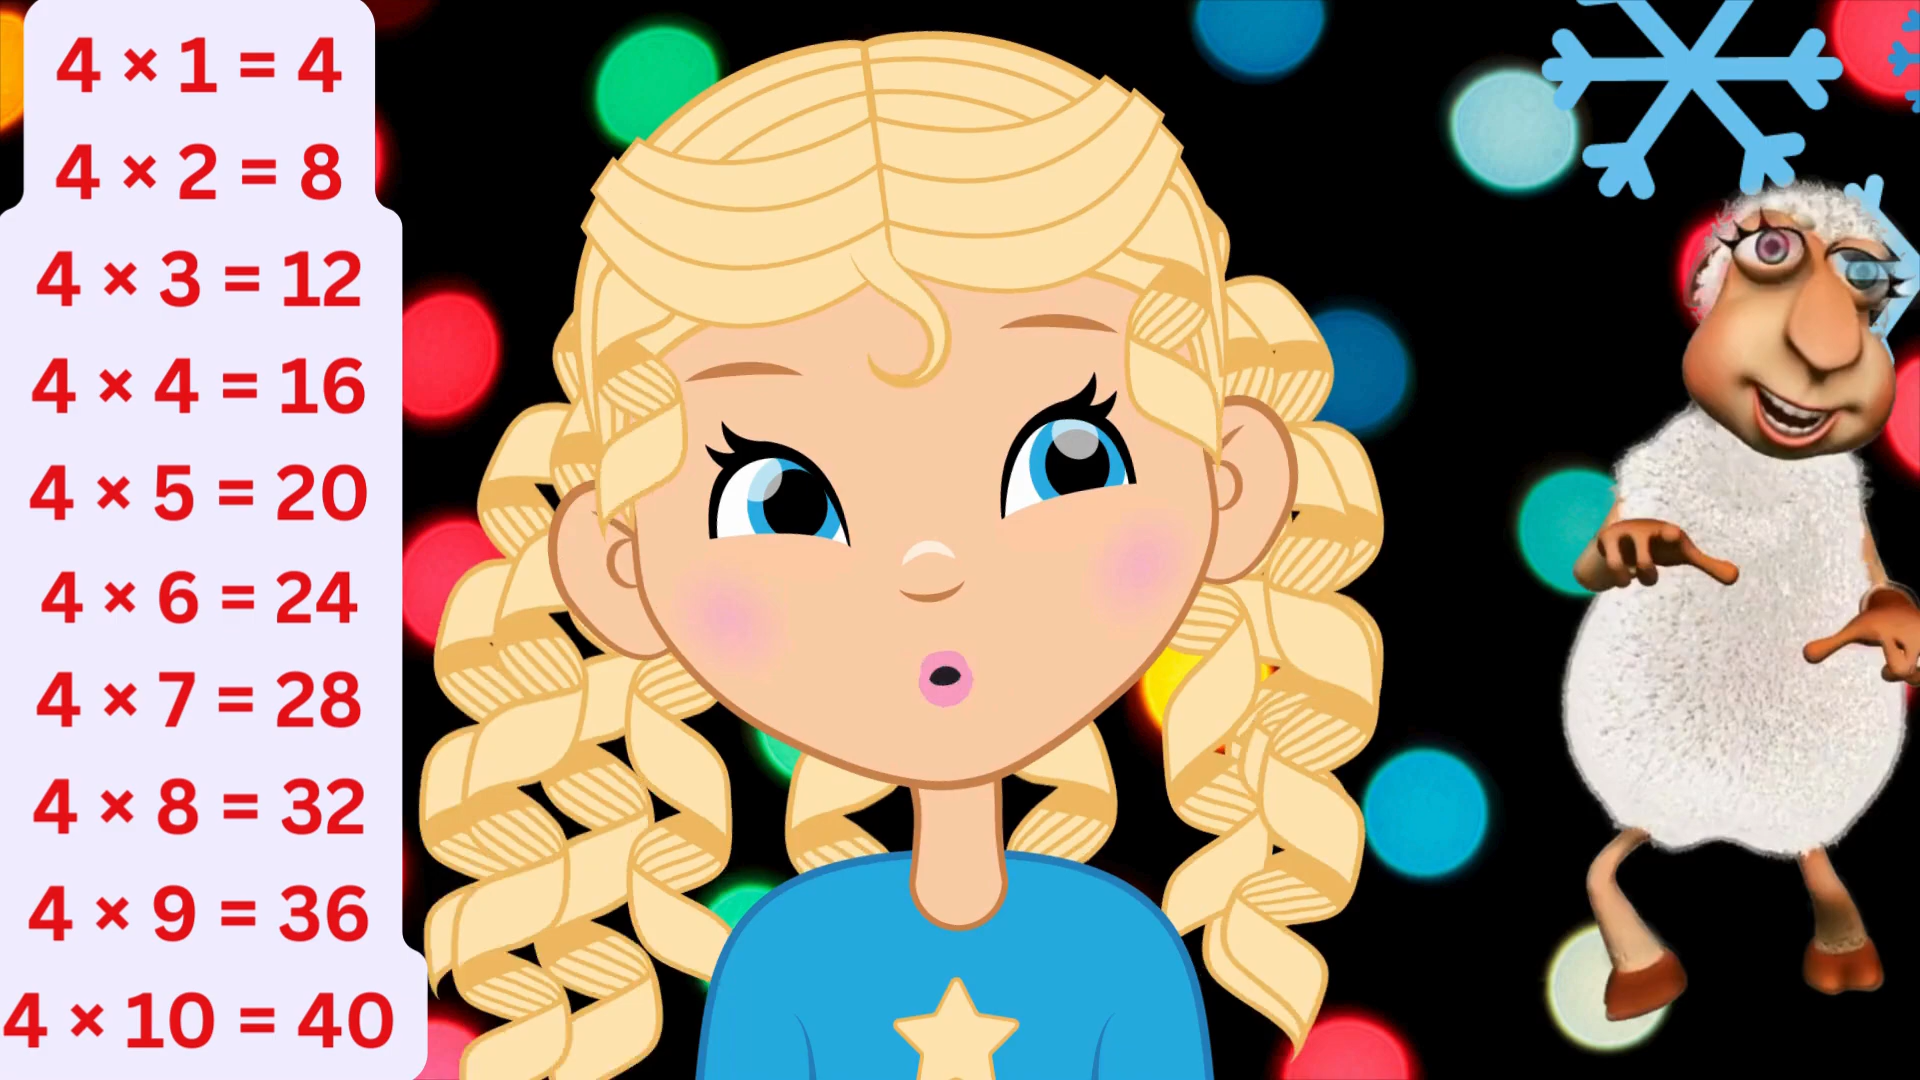 4 × 1 = 4
4 × 2 = 8
4 × 3 = 12
4 × 4 = 16
4 × 5 = 20
4 × 6 = 24
4 × 7 = 28
4 × 8 = 32
4 × 9 = 36
4 × 10 = 40